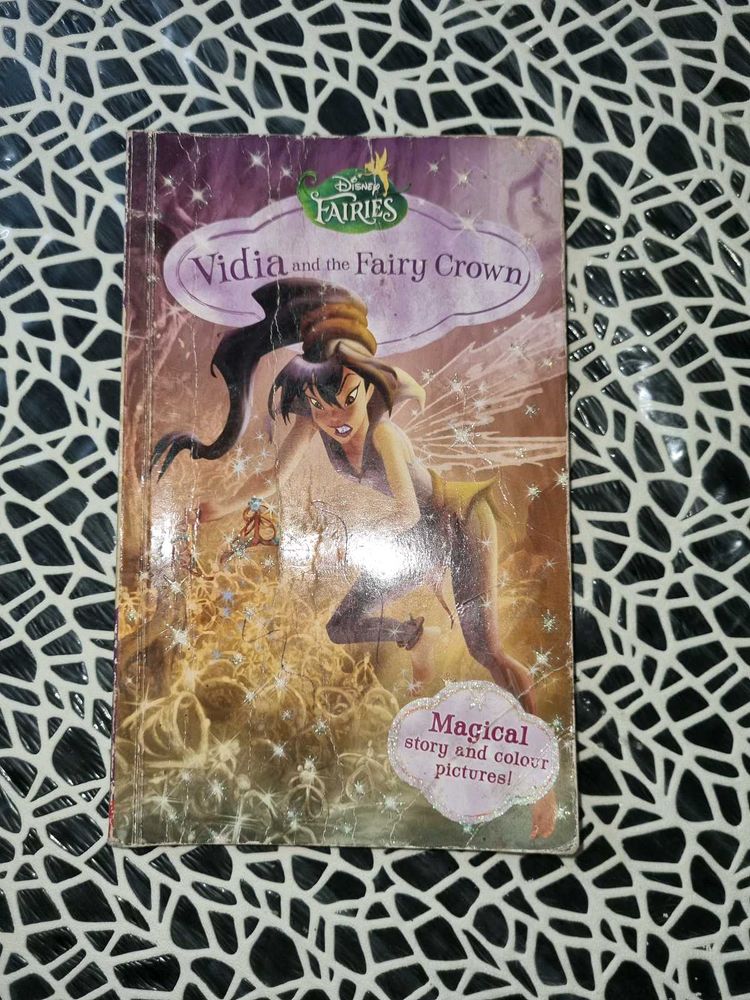 Disney
FAIRIES
Vidia and the Fairy Crown
Magical
story and colour
pictures!